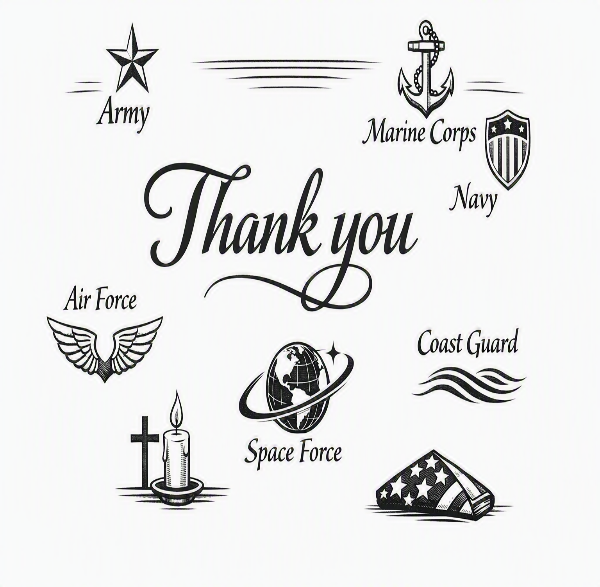 Army
Marine Corps
Navy
Thank you
Air Force
Coast Guard
Space Force